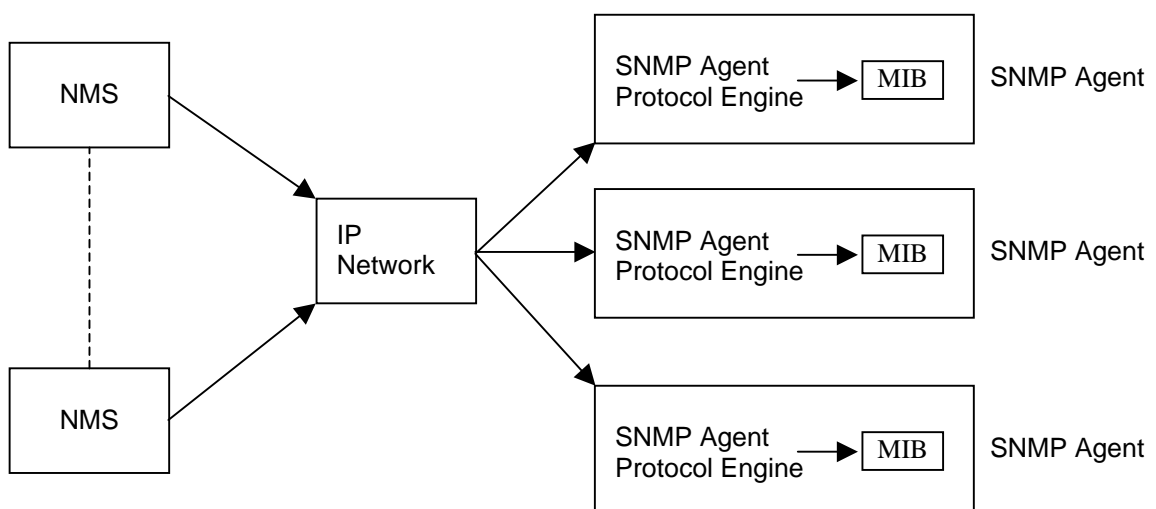 NMS
IP
Network
NMS
SNMP Agent
Protocol Engine
MIB
SNMP Agent
SNMP Agent
Protocol Engine
MIB
SNMP Agent
SNMP Agent
Protocol Engine
MIB
SNMP Agent